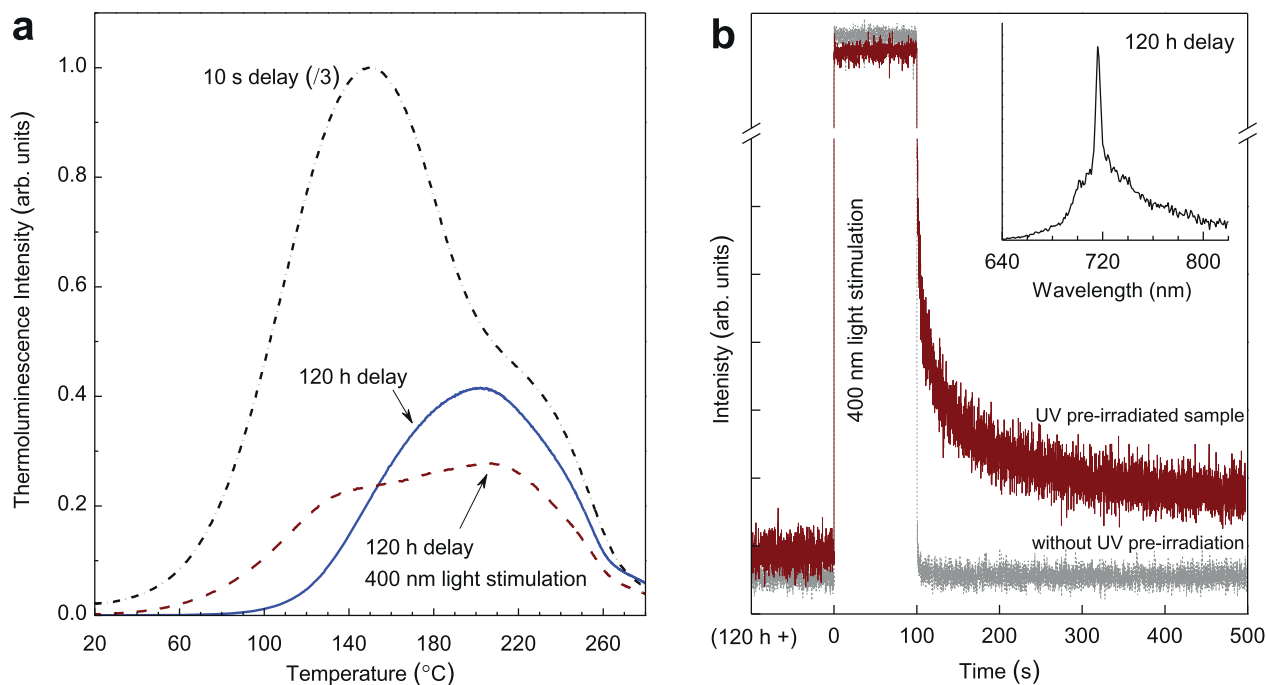 a
Thermoluminescence Intensity (arb. units)
1.0
0.8
0.6
0.4
0.2
0.0
10 s delay (/3)
120 h delay
120 h delay
400 nm light stimulation
20 60 100 140 180 220 260
Temperature (°C)
b
Intenisty (arb. units)
400 nm light stimulation
120 h delay
640 720 800
Wavelength (nm)
UV pre-irradiated sample
without UV pre-irradiation
(120 h +) 0 100 200 300 400 500
Time (s)